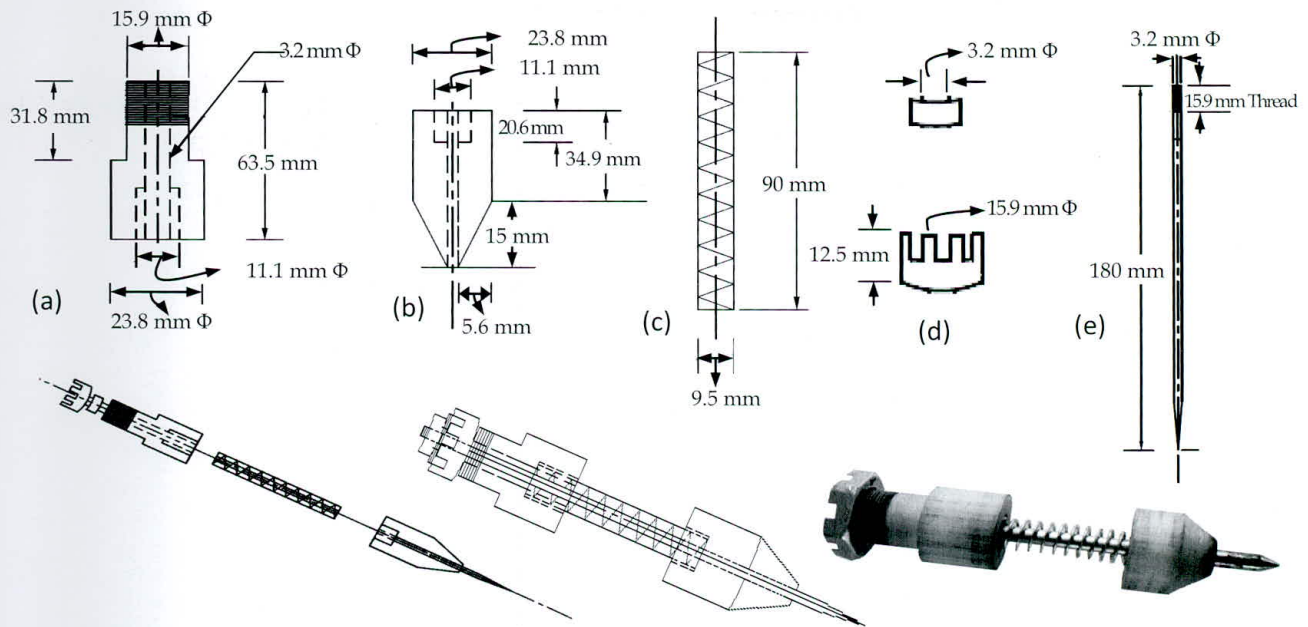 15.9 mm Φ
3.2 mm Φ
31.8 mm
63.5 mm
11.1 mm Φ
23.8 mm Φ
(a)
23.8 mm
11.1 mm
20.6 mm
34.9 mm
15 mm
5.6 mm
(b)
90 mm
9.5 mm
(c)
3.2 mm Φ
15.9 mm Φ
12.5 mm
(d)
3.2 mm Φ
15.9 mm Thread
180 mm
(e)